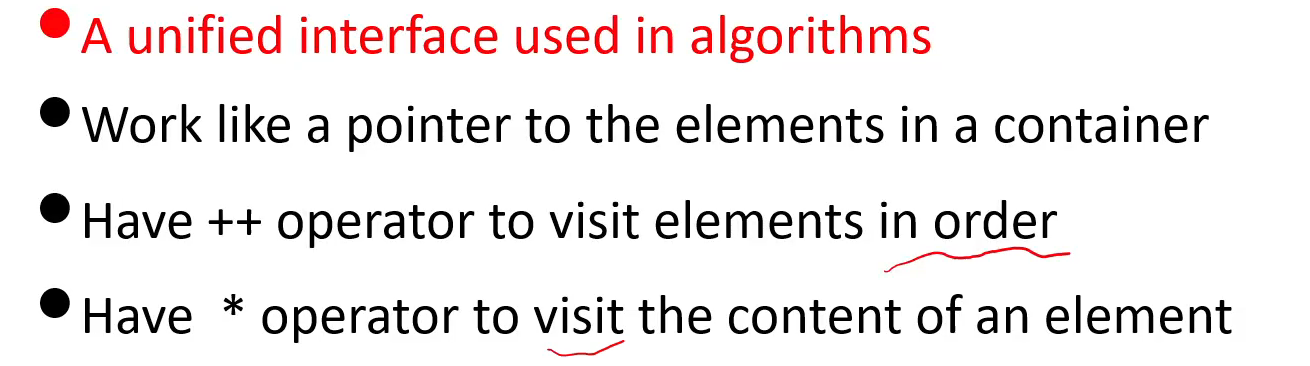 • A unified interface used in algorithms
• Work like a pointer to the elements in a container
• Have ++ operator to visit elements in order
• Have * operator to visit the content of an element